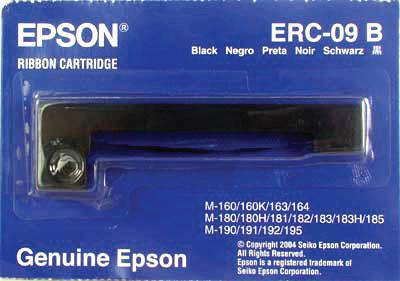 EPSON® ERC-09 B
Black Negro Preta Noir Schwarz 黒
RIBBON CARTRIDGE
M-160/160K/163/164
M-180/180H/181/182/183/183H/185
M-190/191/192/195
© Copyright 2004 Seiko Epson Corporation.
All Rights Reserved.
Epson is a registered trademark of
Seiko Epson Corporation.
Genuine Epson